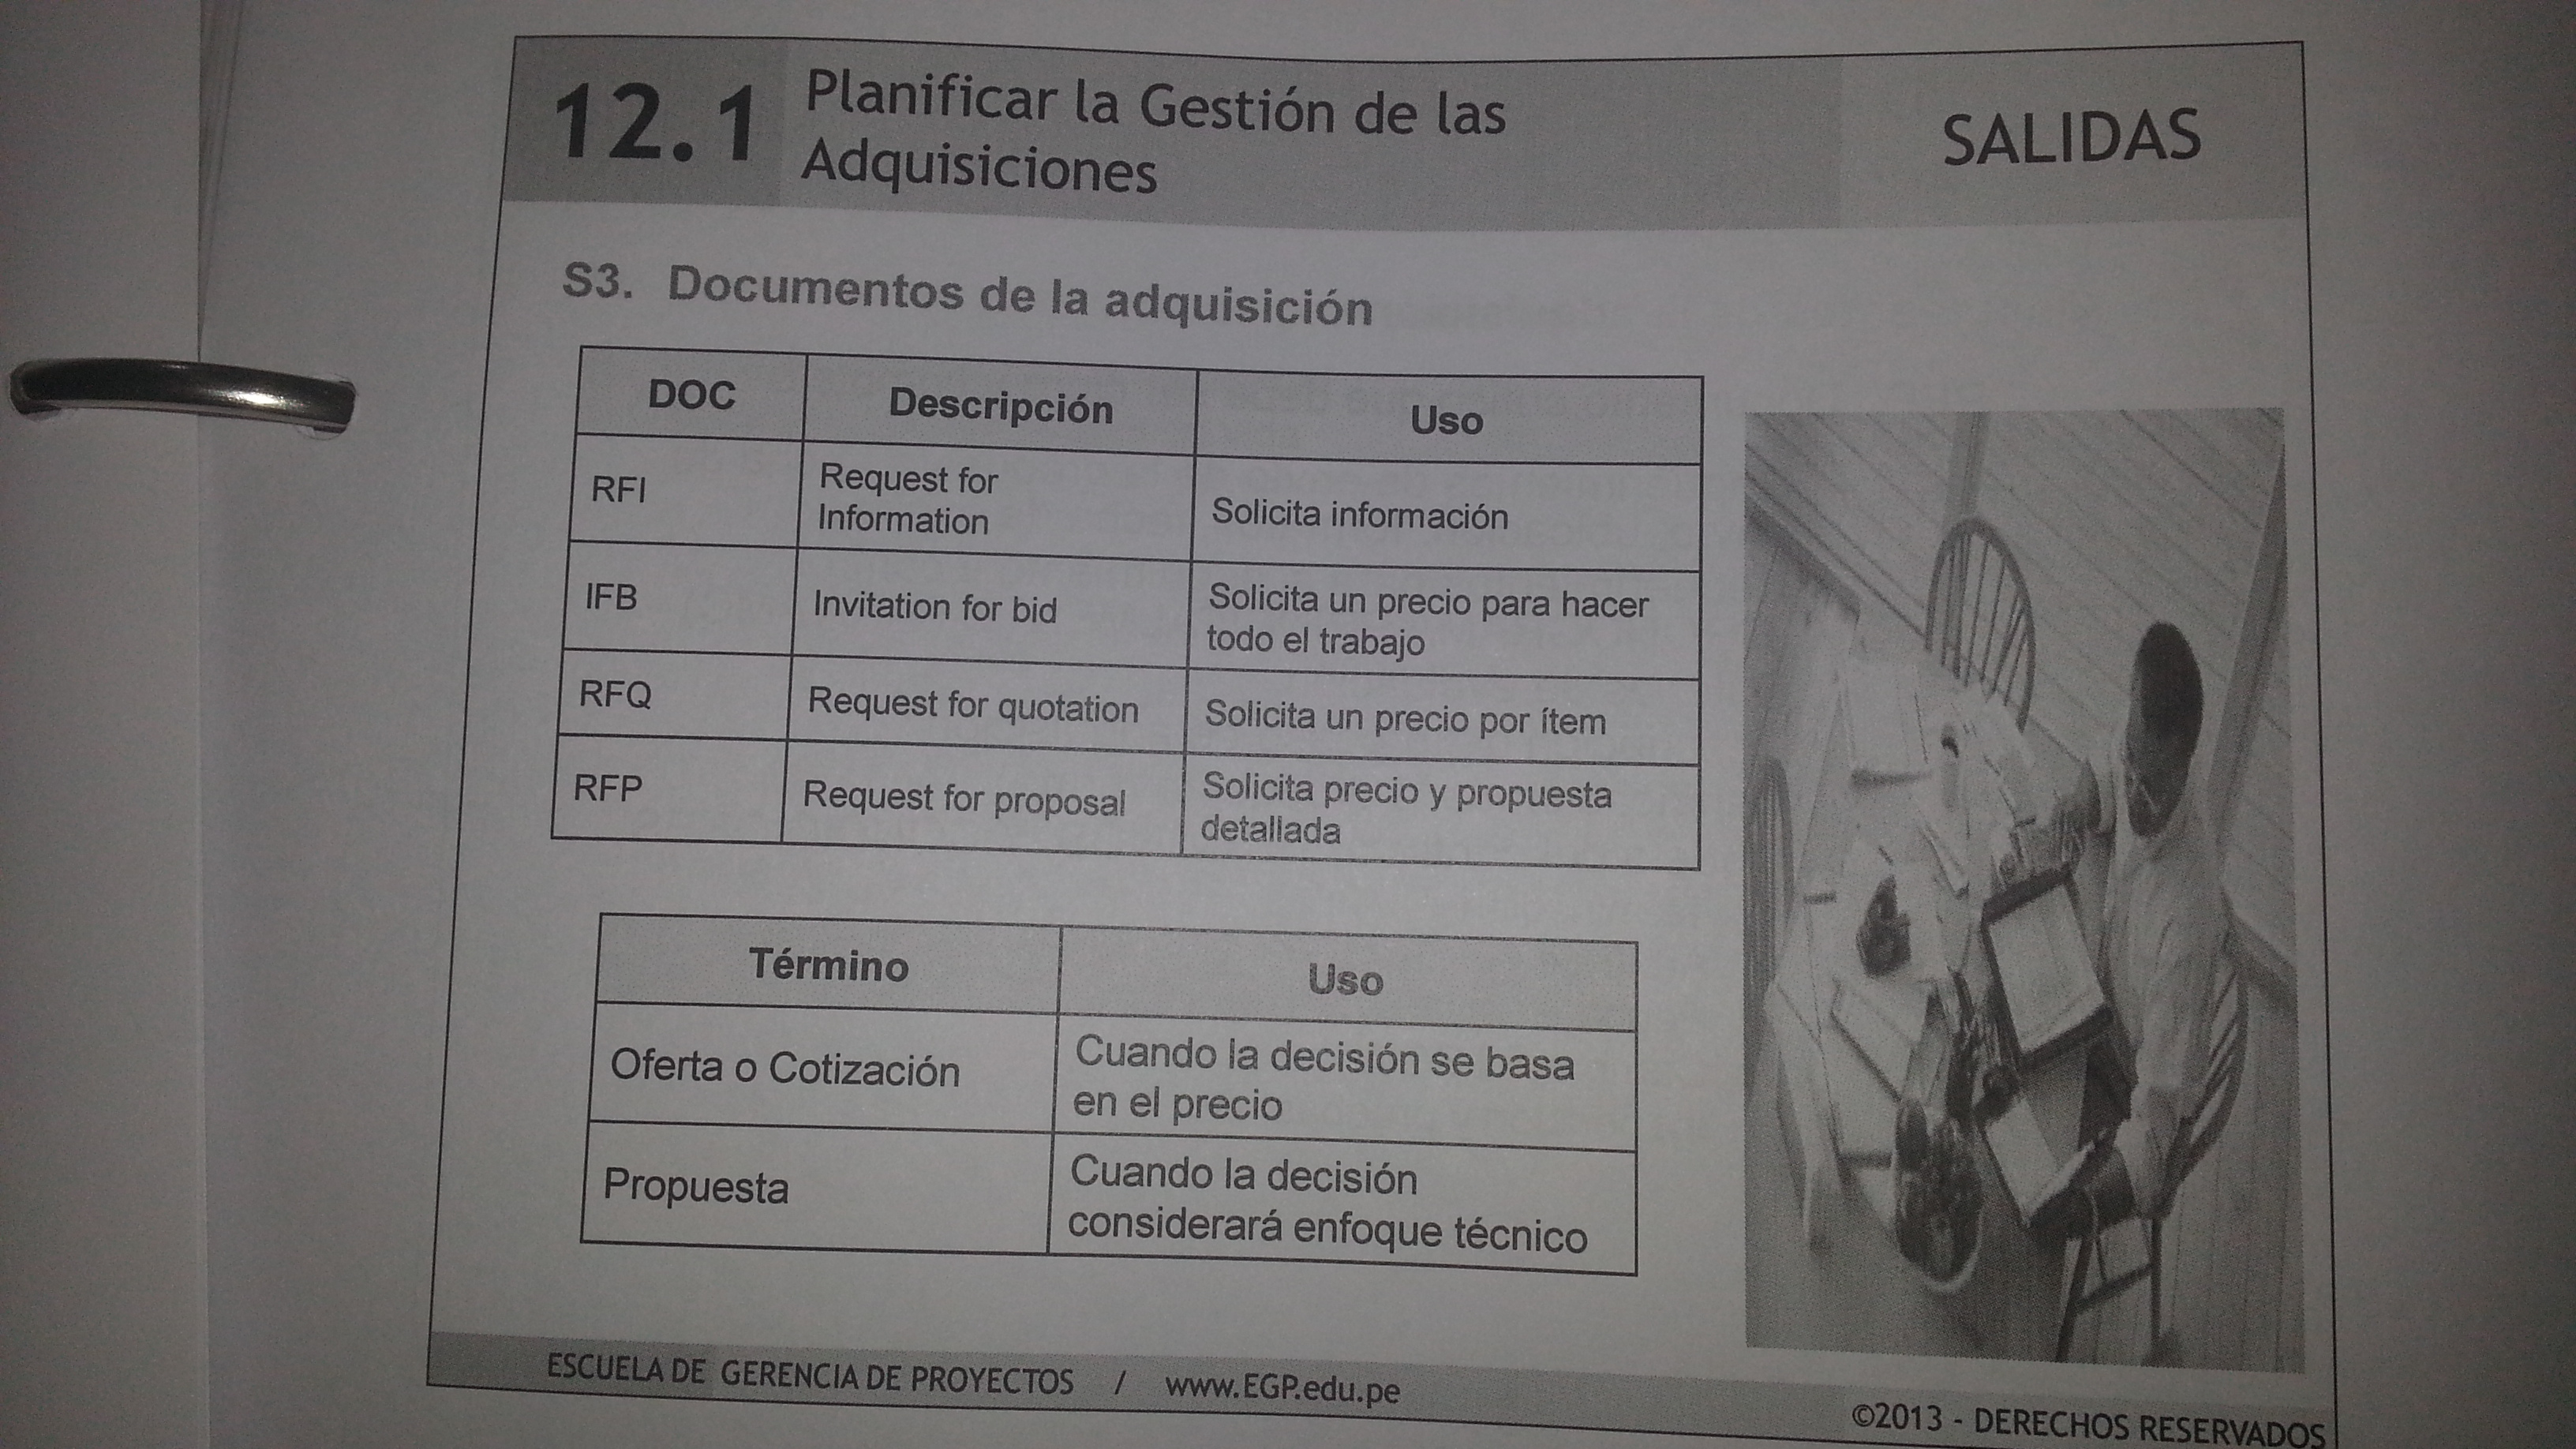 12.1 Planificar la Gestión de las
Adquisiciones
SALIDAS
S3. Documentos de la adquisición
DOC Descripción Uso
RFI Request for
Information Solicita información
IFB Invitation for bid Solicita un precio para hacer
todo el trabajo
RFQ Request for quotation Solicita un precio por ítem
RFP Request for proposal Solicita precio y propuesta
detallada
Término Uso
Oferta o Cotización Cuando la decisión se basa
en el precio
Propuesta Cuando la decisión
considerará enfoque técnico
ESCUELA DE GERENCIA DE PROYECTOS / www.EGP.edu.pe
©2013 - DERECHOS RESERVADOS